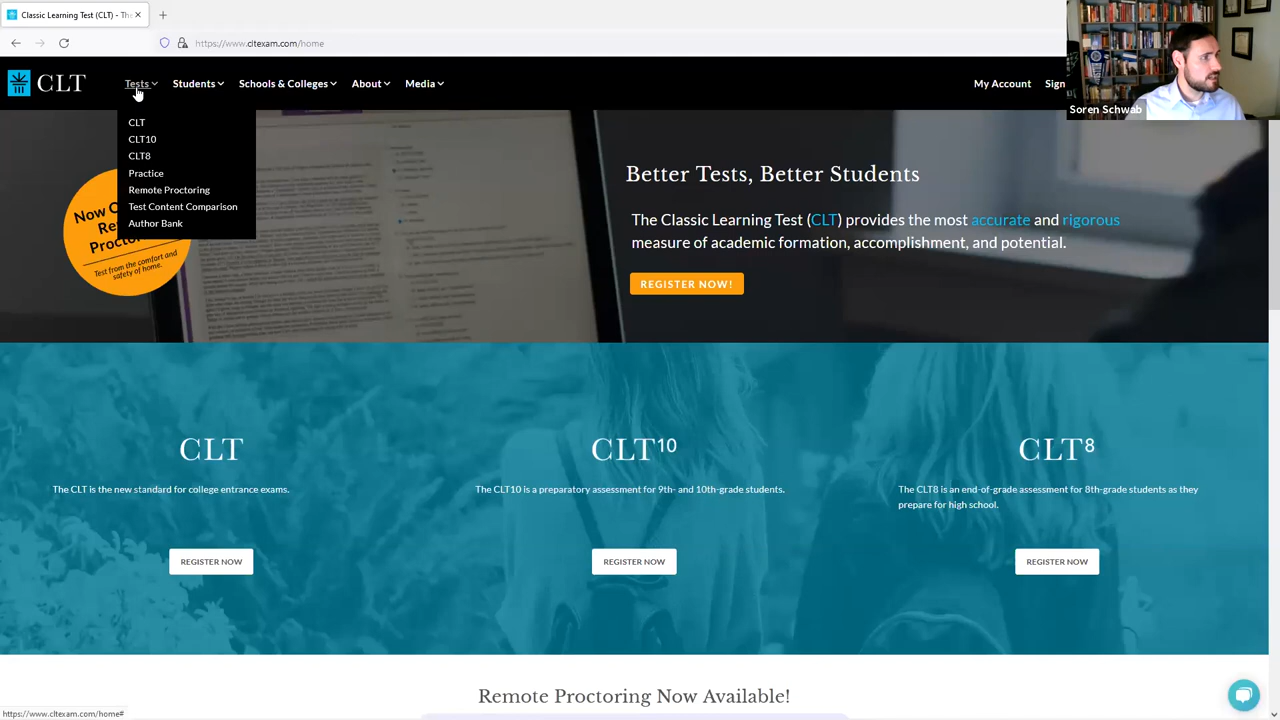 Classic Learning Test (CLT) - Th
https://www.cltexam.com/home
CLT
Tests
Students
Schools & Colleges
About
Media
My Account
Sign
Soren Schwab
CLT
CLT10
CLT8
Practice
Remote Proctoring
Test Content Comparison
Author Bank
Now
Re
Proc
Test from the comfort and
safety of home.
Better Tests, Better Students
The Classic Learning Test (CLT) provides the most accurate and rigorous
measure of academic formation, accomplishment, and potential.
REGISTER NOW!
CLT
The CLT is the new standard for college entrance exams.
REGISTER NOW
CLT10
The CLT10 is a preparatory assessment for 9th- and 10th-grade students.
REGISTER NOW
CLT8
The CLT8 is an end-of-grade assessment for 8th-grade students as they
prepare for high school.
REGISTER NOW
Remote Proctoring Now Available!
https://www.cltexam.com/home#